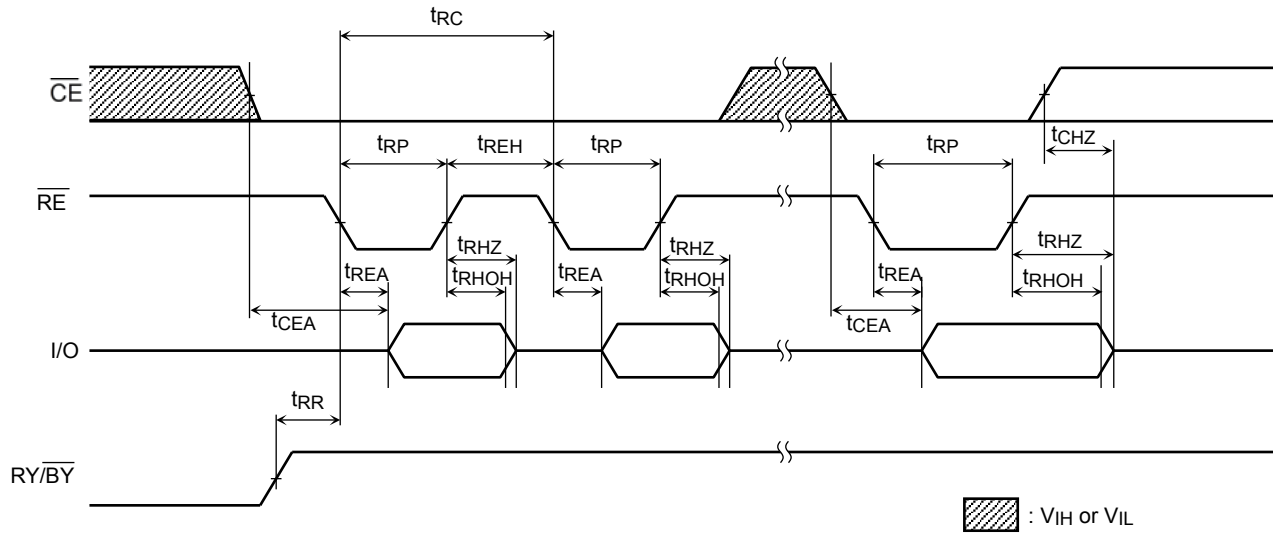 tRC
CE
tRP tREH tRP tRP tCHZ
RE
tRHZ tRHZ tRHZ
tREA tRHOH tREA tRHOH tREA tRHOH
tCEA tCEA
I/O
tRR
RY/BY
: VIH or VIL